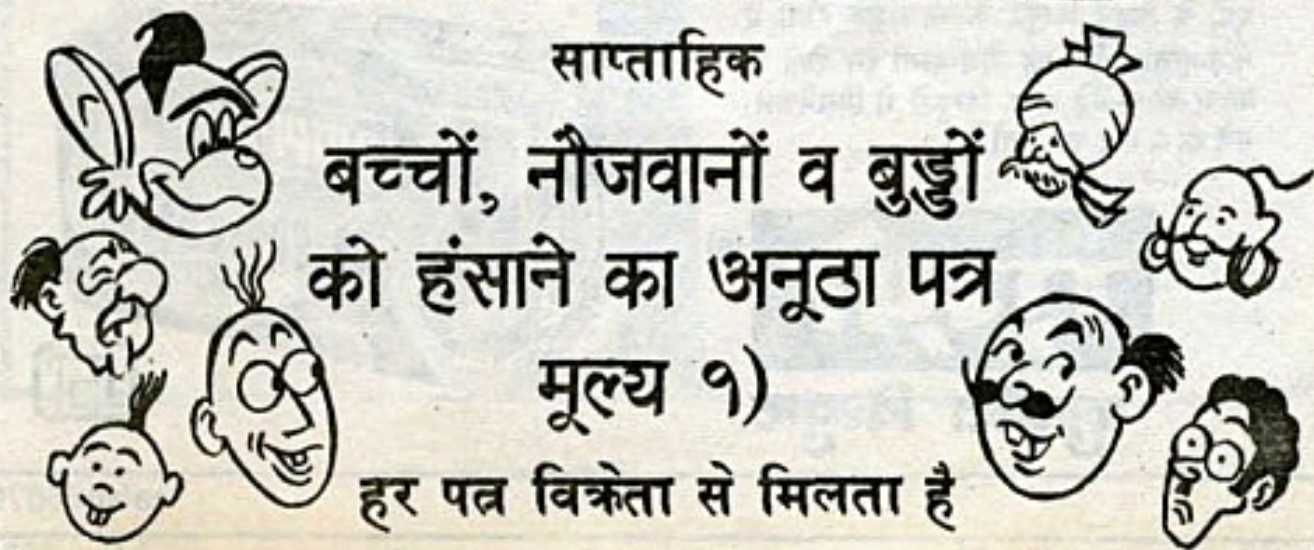 साप्ताहिक
बच्चों, नौजवानों व बुड्ढों
को हंसाने का अनूठा पत्र
मूल्य १)
हर पत्र विक्रेता से मिलता है